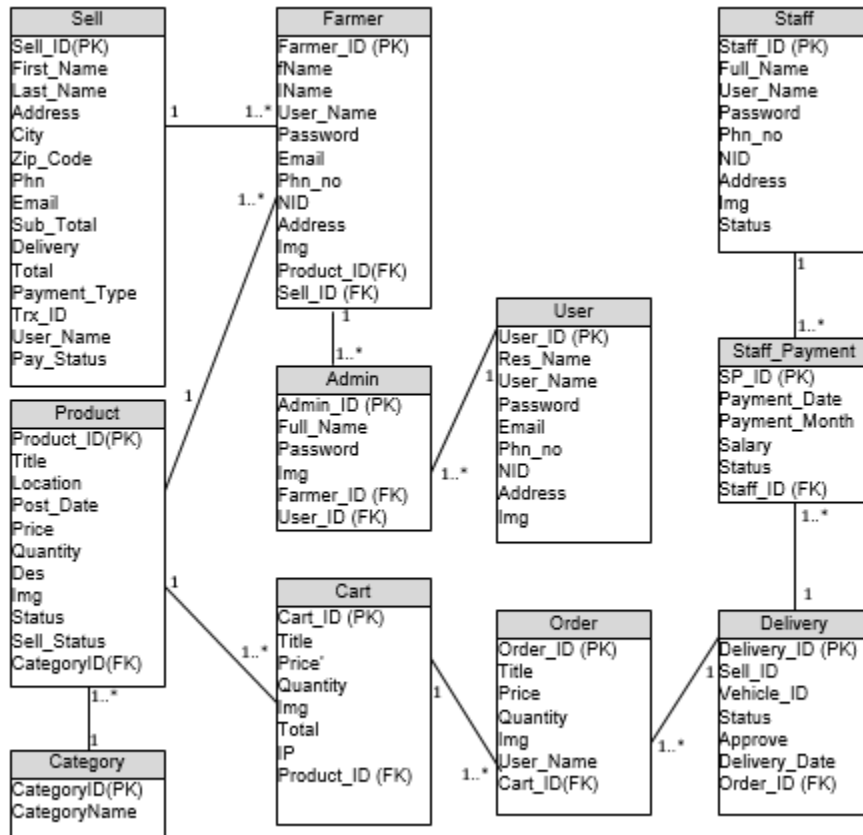 Sell
Sell_ID(PK)
First_Name
Last_Name
Address
City
Zip_Code
Phn
Email
Sub_Total
Delivery
Total
Payment_Type
Trx_ID
User_Name
Pay_Status
1
1..*
Farmer
Farmer_ID (PK)
fName
lName
User_Name
Password
Email
Phn_no
NID
Address
Img
Product_ID(FK)
Sell_ID (FK)
1..*
1
1
1..*
Staff
Staff_ID (PK)
Full_Name
User_Name
Password
Phn_no
NID
Address
Img
Status
1
1..*
Admin
Admin_ID (PK)
Full_Name
Password
Img
Farmer_ID (FK)
User_ID (FK)
1
1..*
User
User_ID (PK)
Res_Name
User_Name
Password
Email
Phn_no
NID
Address
Img
Staff_Payment
SP_ID (PK)
Payment_Date
Payment_Month
Salary
Status
Staff_ID (FK)
1..*
1
Product
Product_ID(PK)
Title
Location
Post_Date
Price
Quantity
Des
Img
Status
Sell_Status
CategoryID(FK)
1
1..*
1..*
1
Cart
Cart_ID (PK)
Title
Price'
Quantity
Img
Total
IP
Product_ID (FK)
1
1..*
Order
Order_ID (PK)
Title
Price
Quantity
Img
User_Name
Cart_ID(FK)
1
1..*
Delivery
Delivery_ID (PK)
Sell_ID
Vehicle_ID
Status
Approve
Delivery_Date
Order_ID (FK)
Category
CategoryID(PK)
CategoryName